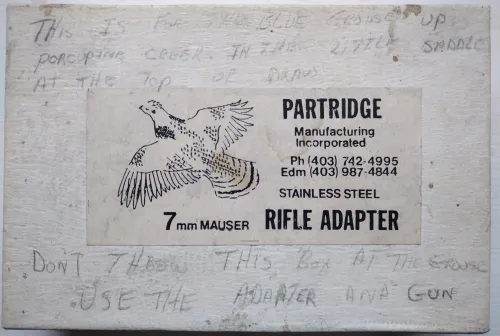 THIS IS FOR THE BLUE GROUSE UP
PORCUPINE CREEK IN THE LITTLE SADDLE
AT THE TOP OF DRAWS
PARTRIDGE
Manufacturing
Incorporated
Ph (403) 742-4995
Edm (403) 987-4844
STAINLESS STEEL
7mm MAUSER RIFLE ADAPTER
DON'T THROW THIS BOX AT THE GROUSE
USE THE ADAPTER AND GUN